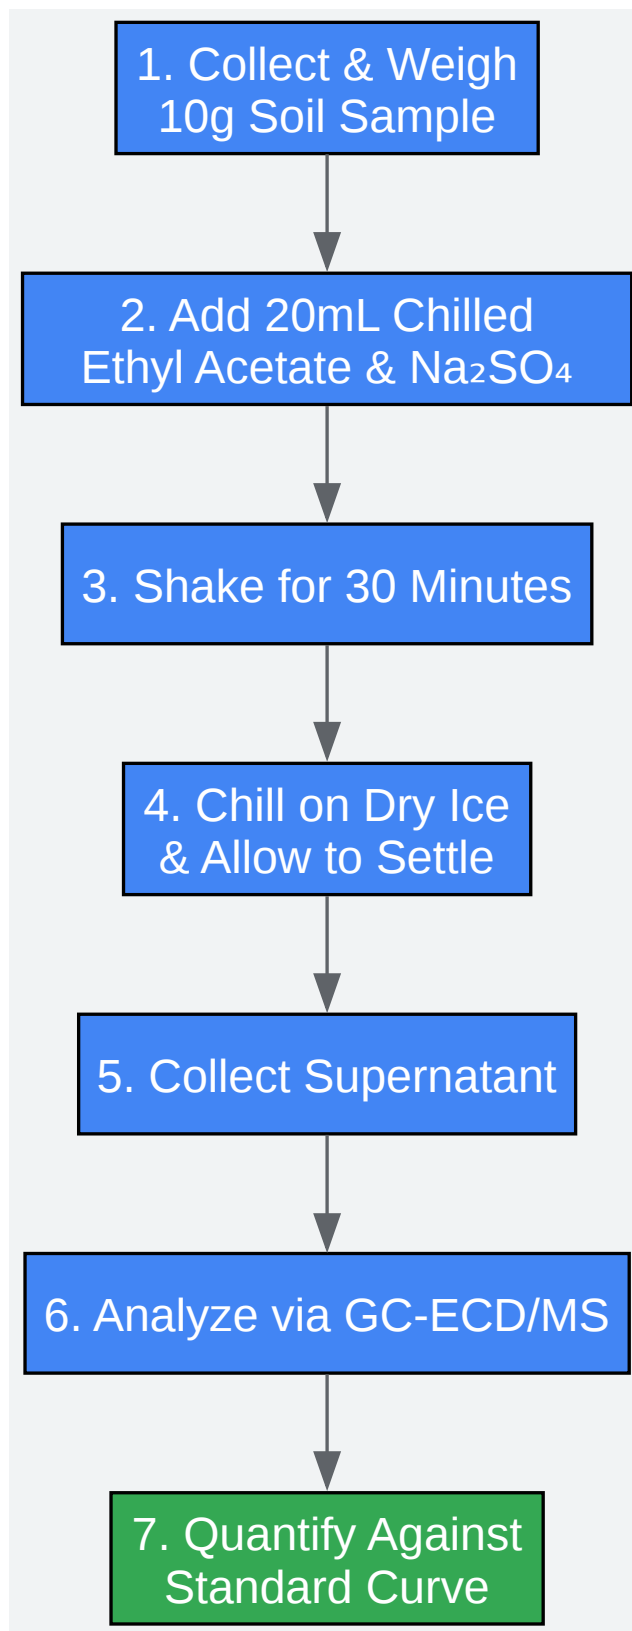 1. Collect & Weigh
10g Soil Sample
2. Add 20mL Chilled
Ethyl Acetate & Na₂SO₄
3. Shake for 30 Minutes
4. Chill on Dry Ice
& Allow to Settle
5. Collect Supernatant
6. Analyze via GC-ECD/MS
7. Quantify Against
Standard Curve